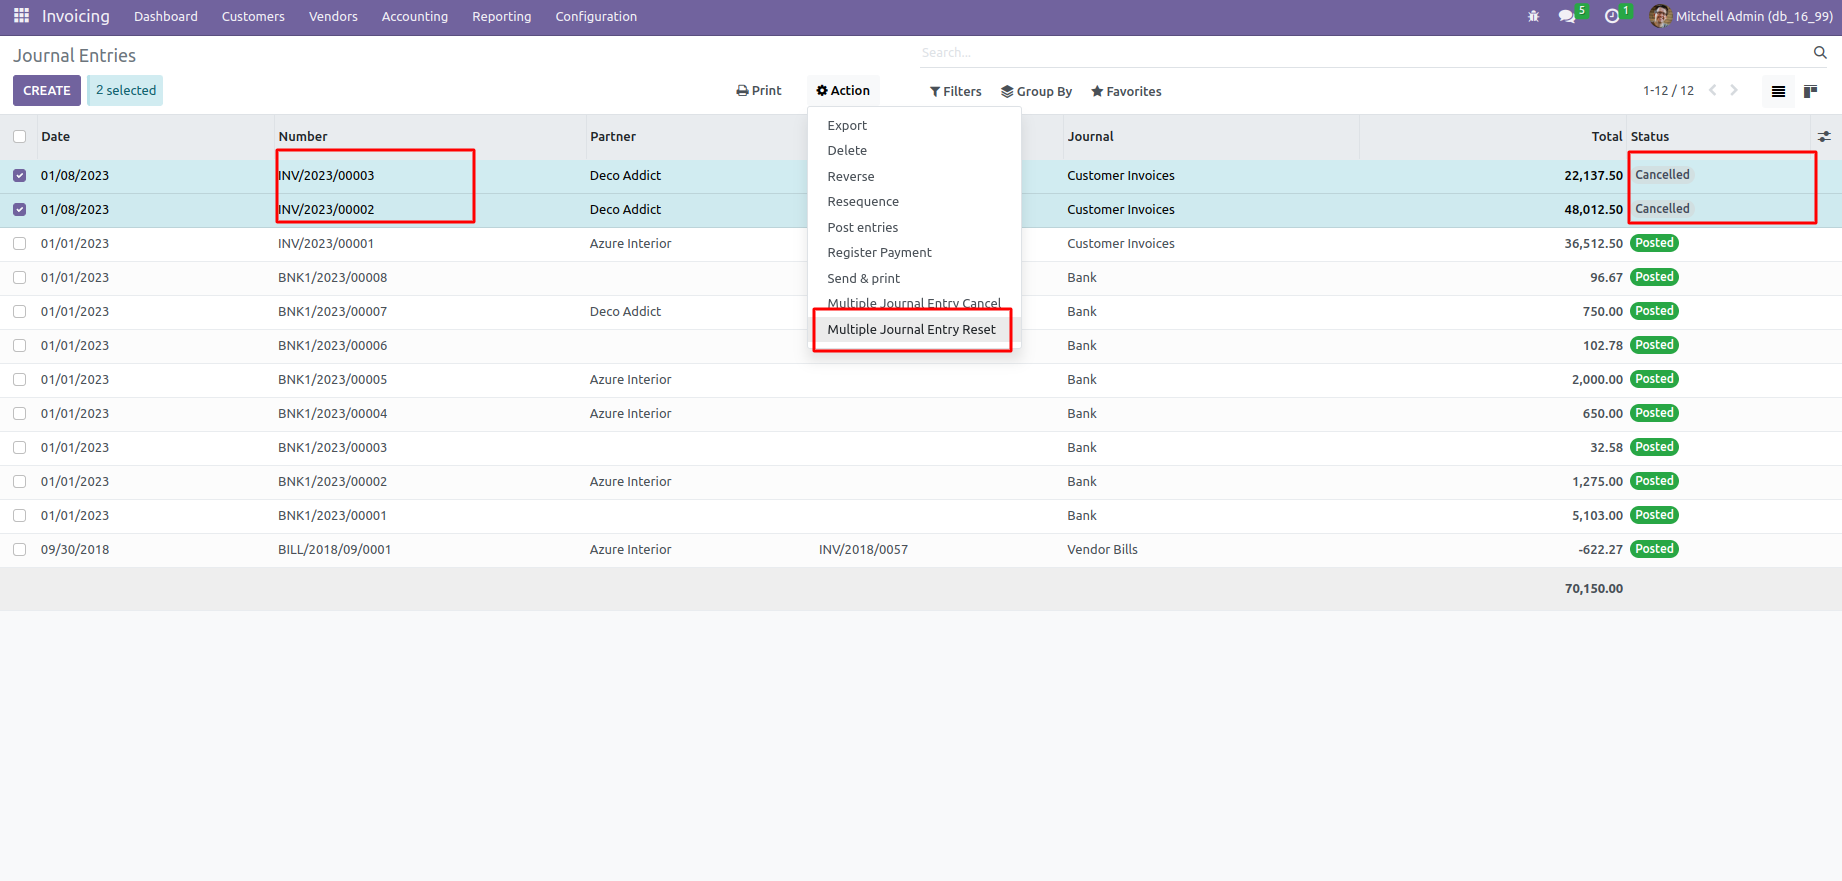 Invoicing Dashboard Customers Vendors Accounting Reporting Configuration 5 1 Mitchell Admin (db_16_99)
Journal Entries Search...
CREATE 2 selected Print Action Filters Group By Favorites 1-12 / 12
Date Number Partner Journal Total Status
01/08/2023 INV/2023/00003 Deco Addict Customer Invoices 22,137.50 Cancelled
01/08/2023 INV/2023/00002 Deco Addict Customer Invoices 48,012.50 Cancelled
01/01/2023 INV/2023/00001 Azure Interior Customer Invoices 36,512.50 Posted
01/01/2023 BNK1/2023/00008 Bank 96.67 Posted
01/01/2023 BNK1/2023/00007 Deco Addict Bank 750.00 Posted
01/01/2023 BNK1/2023/00006 Bank 102.78 Posted
01/01/2023 BNK1/2023/00005 Azure Interior Bank 2,000.00 Posted
01/01/2023 BNK1/2023/00004 Azure Interior Bank 650.00 Posted
01/01/2023 BNK1/2023/00003 Bank 32.58 Posted
01/01/2023 BNK1/2023/00002 Azure Interior Bank 1,275.00 Posted
01/01/2023 BNK1/2023/00001 Bank 5,103.00 Posted
09/30/2018 BILL/2018/09/0001 Azure Interior INV/2018/0057 Vendor Bills -622.27 Posted
70,150.00
Export
Delete
Reverse
Resequence
Post entries
Register Payment
Send & print
Multiple Journal Entry Cancel
Multiple Journal Entry Reset